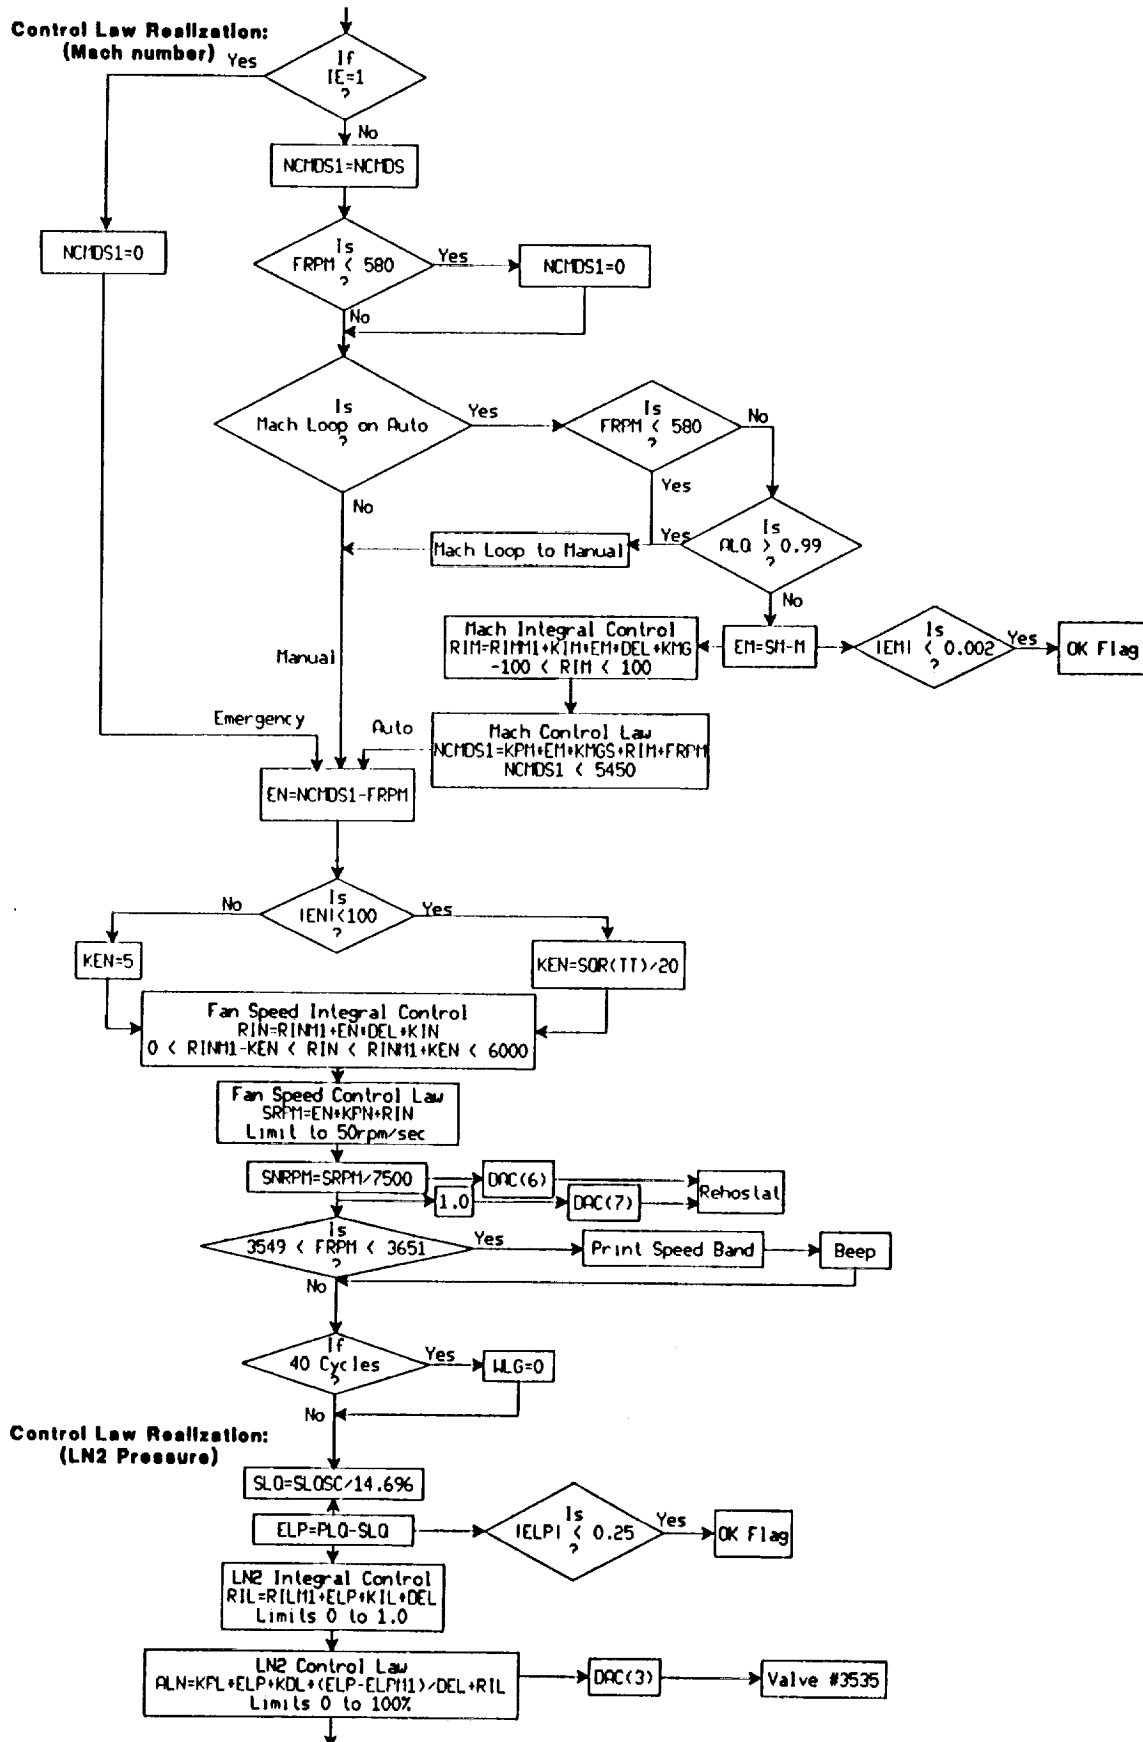 Control Law Realization:
(Mach number)
Yes
If
IE=1
?
No
NCMDS1=NCMDS
NCMDS1=0
Is
FRPM < 580
?
Yes
NCMDS1=0
No
Is
Mach Loop on Auto
?
Yes
Is
FRPM < 580
?
No
Yes
No
Is
ALQ > 0.99
?
Yes
Mach Loop to Manual
No
Mach Integral Control
RIM=RIMM1+KIM*EM*DEL*KMG
-100 < RIM < 100
EM=SM-M
Is
|EM| < 0.002
?
Yes
OK Flag
Manual
Emergency
Auto
Mach Control Law
NCMDS1=KPM*EM*KMGS+RIM+FRPM
NCMDS1 < 5450
EN=NCMDS1-FRPM
Is
|EN|<100
?
No
Yes
KEN=5
KEN=SQR(TT)/20
Fan Speed Integral Control
RIN=RINM1+EN*DEL*KIN
0 < RINM1-KEN < RIN < RINM1+KEN < 6000
Fan Speed Control Law
SRPM=EN*KPN+RIN
Limit to 50rpm/sec
SNRPM=SRPM/7500
DAC(6)
Rehostat
1.0
DAC(7)
Is
3549 < FRPM < 3651
?
Yes
Print Speed Band
Beep
No
If
40 Cycles
?
Yes
WLG=0
No
Control Law Realization:
(LN2 Pressure)
SLQ=SLQSC/14.696
ELP=PLQ-SLQ
Is
|ELP| < 0.25
?
Yes
OK Flag
LN2 Integral Control
RIL=RILM1+ELP*KIL*DEL
Limits 0 to 1.0
LN2 Control Law
ALN=KPL*ELP+KDL*(ELP-ELPM1)/DEL+RIL
Limits 0 to 100%
DAC(3)
Valve #3535